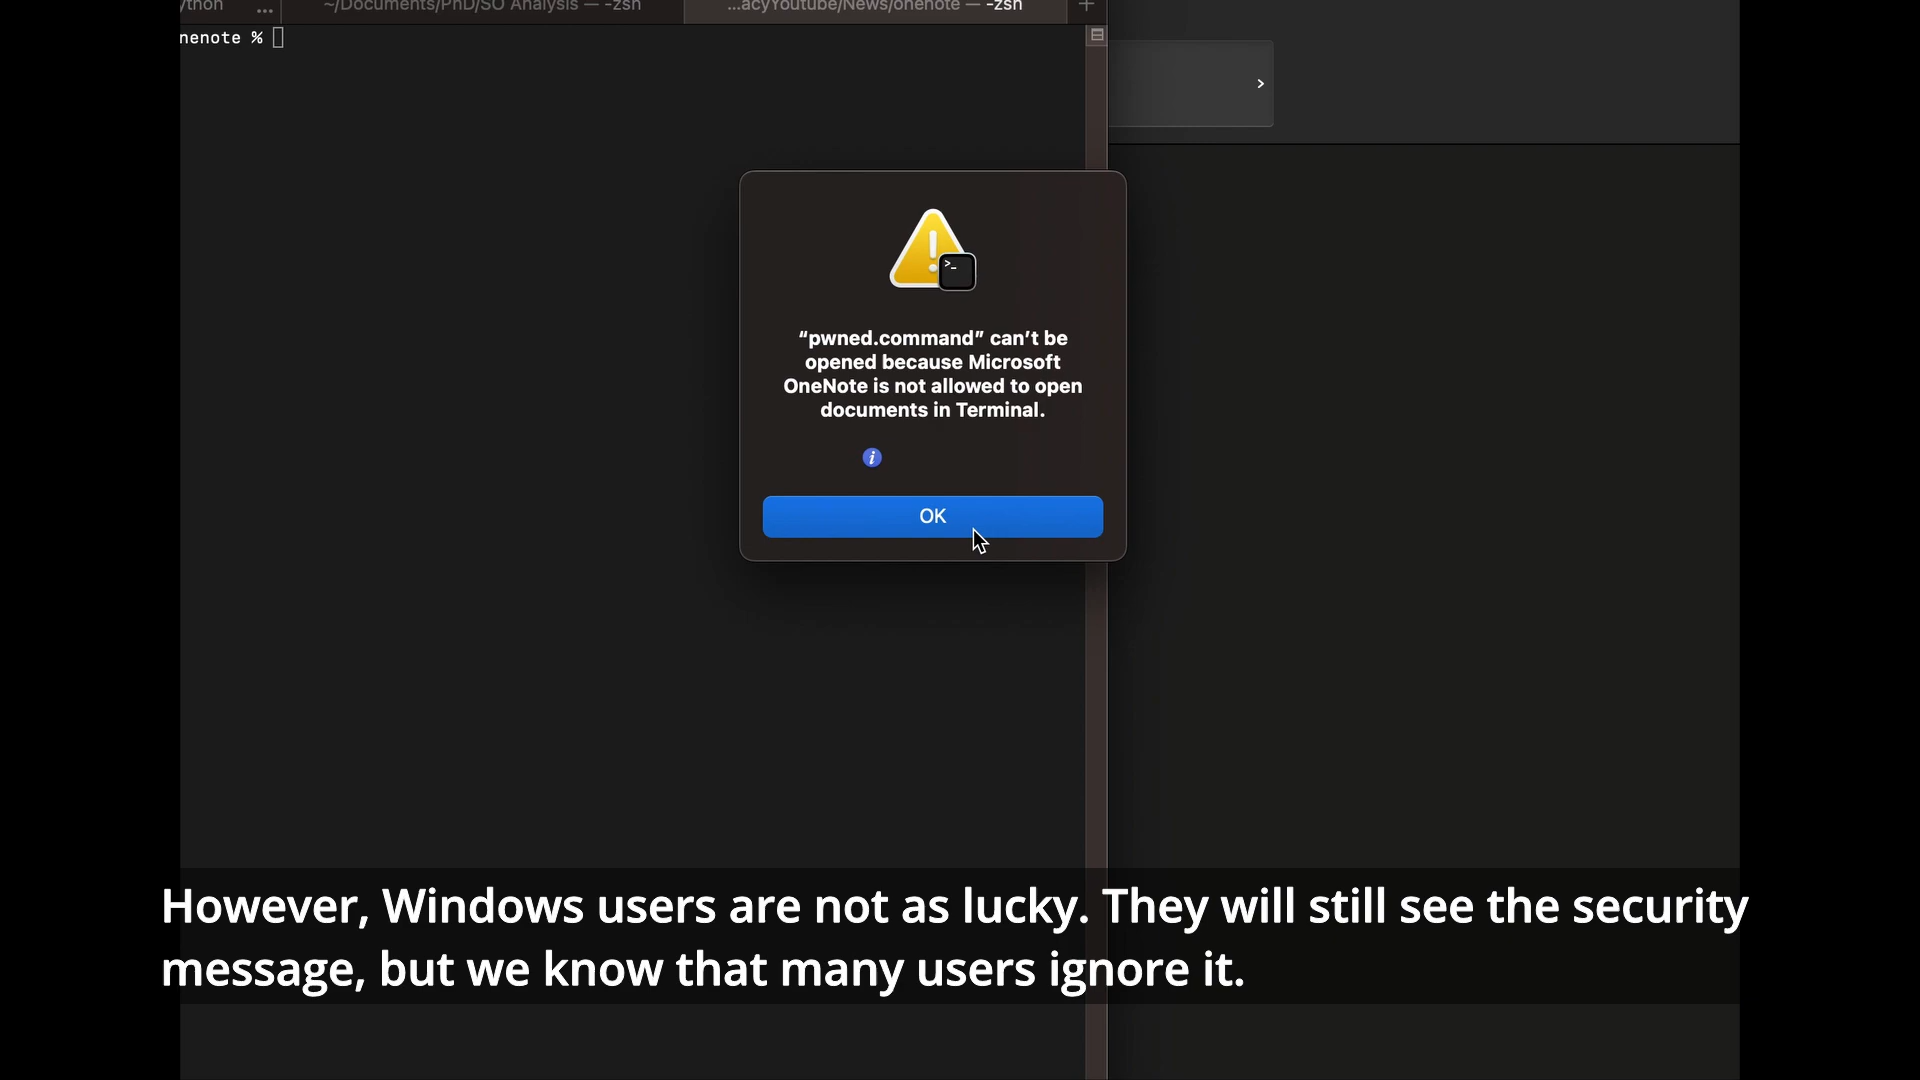 ython ... ~/Documents/PhD/SO Analysis — -zsh ...acyYoutube/News/onenote — -zsh +
nenote %
“pwned.command” can’t be
opened because Microsoft
OneNote is not allowed to open
documents in Terminal.
OK
However, Windows users are not as lucky. They will still see the security
message, but we know that many users ignore it.